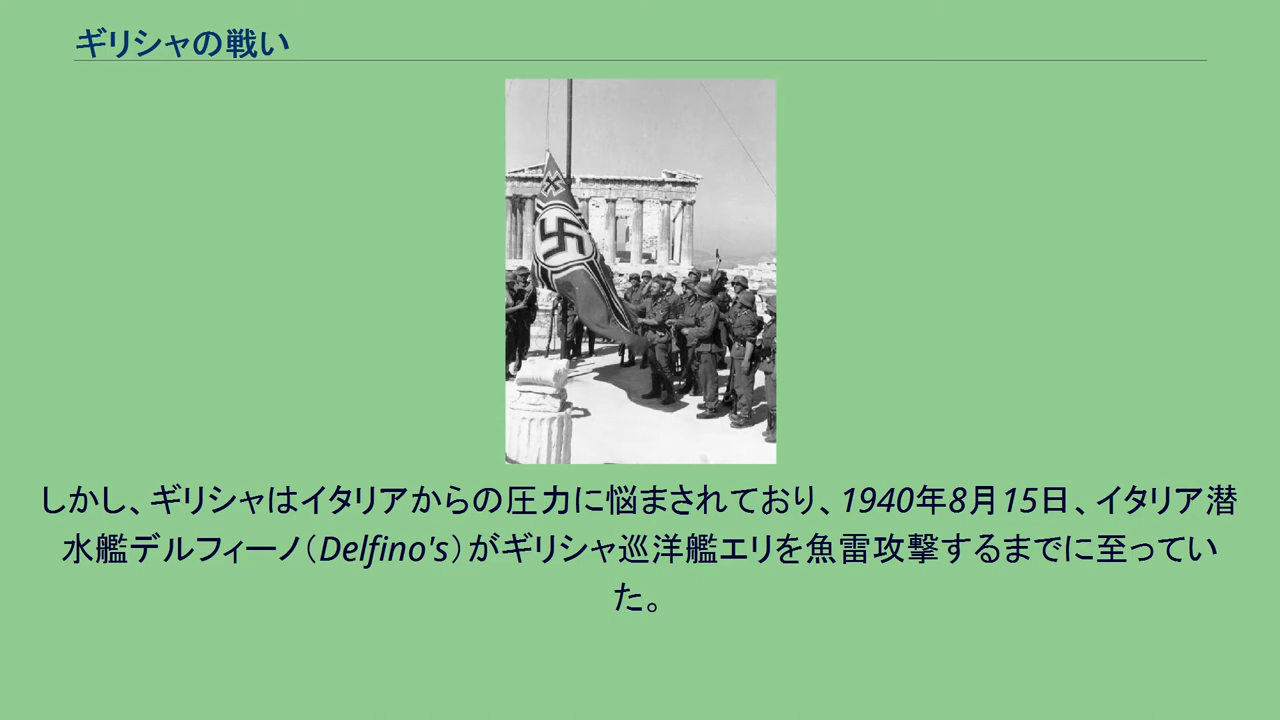 ギリシャの戦い
しかし、ギリシャはイタリアからの圧力に悩まされており、1940年8月15日、イタリア潜
水艦デルフィーノ（Delfino's）がギリシャ巡洋艦エリを魚雷攻撃するまでに至ってい
た。